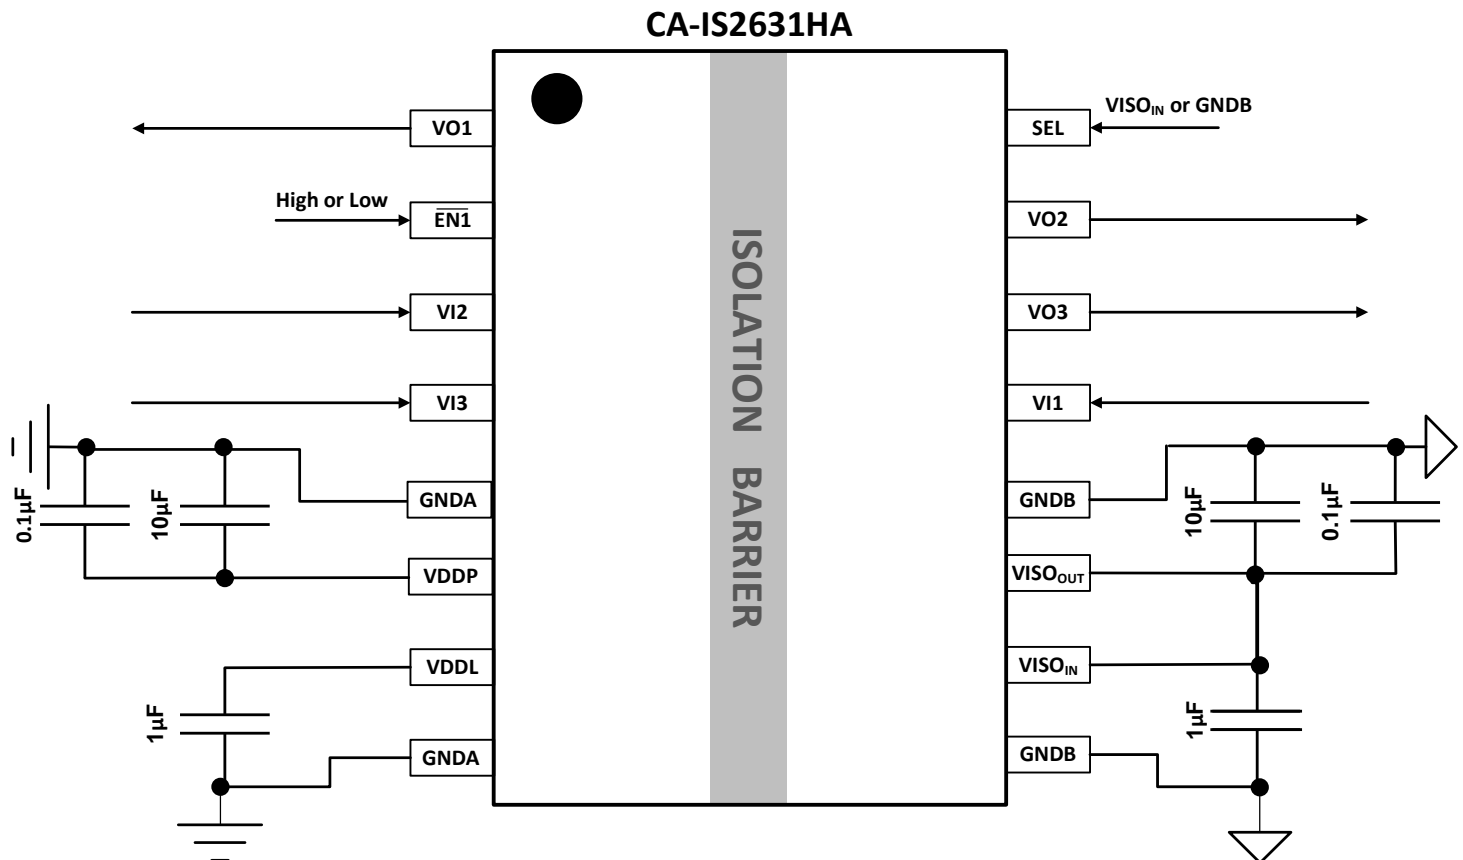 CA-IS2631HA
VO1
High or Low
EN1
VI2
VI3
GNDA
0.1µF
10µF
VDDP
VDDL
1µF
GNDA
ISOLATION BARRIER
VISOIN or GNDB
SEL
VO2
VO3
VI1
GNDB
10µF
0.1µF
VISOOUT
VISOIN
1µF
GNDB